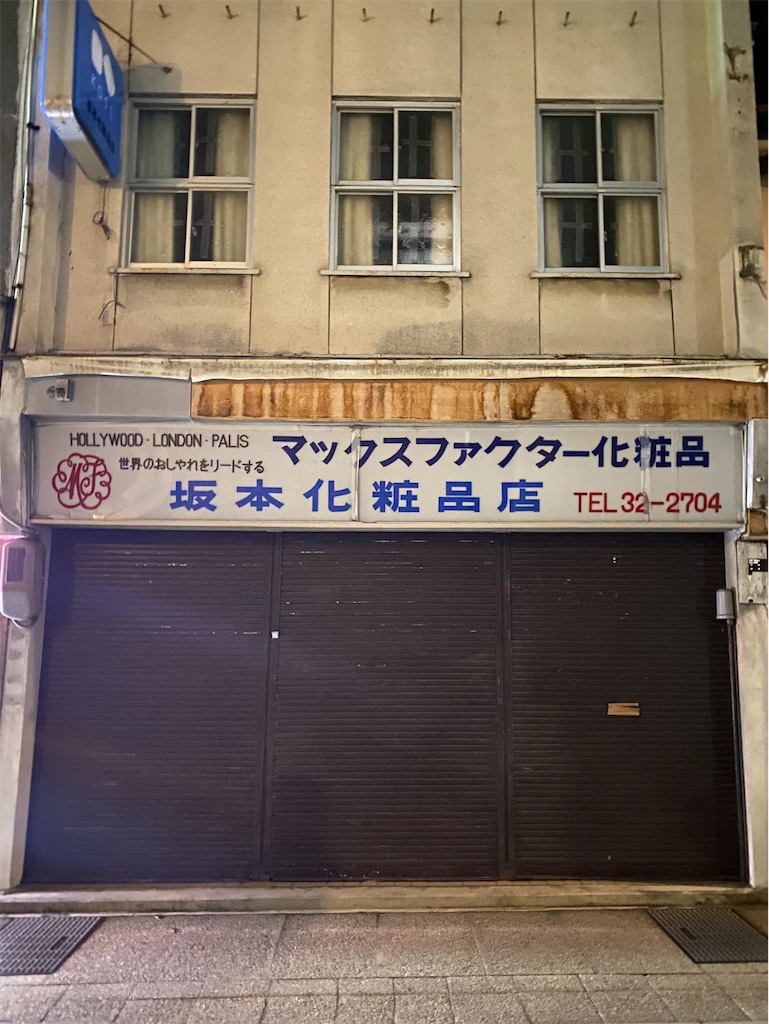 HOLLYWOOD・LONDON・PALIS
マックスファクター化粧品
世界のおしゃれをリードする
MF
坂本化粧品店
TEL 32-2704